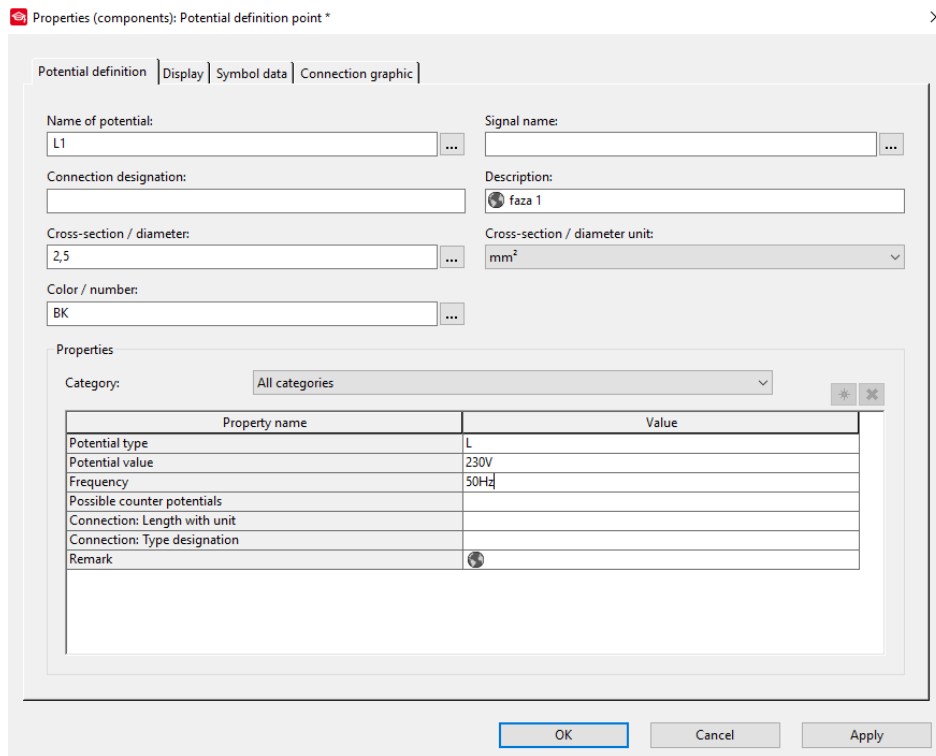 Properties (components): Potential definition point *
Potential definition Display Symbol data Connection graphic
Name of potential: Signal name:
L1 ... ...
Connection designation: Description:
faza 1
Cross-section / diameter: Cross-section / diameter unit:
2,5 ... mm²
Color / number:
BK ...
Properties
Category: All categories
Property name Value
Potential type L
Potential value 230V
Frequency 50Hz
Possible counter potentials
Connection: Length with unit
Connection: Type designation
Remark
OK Cancel Apply